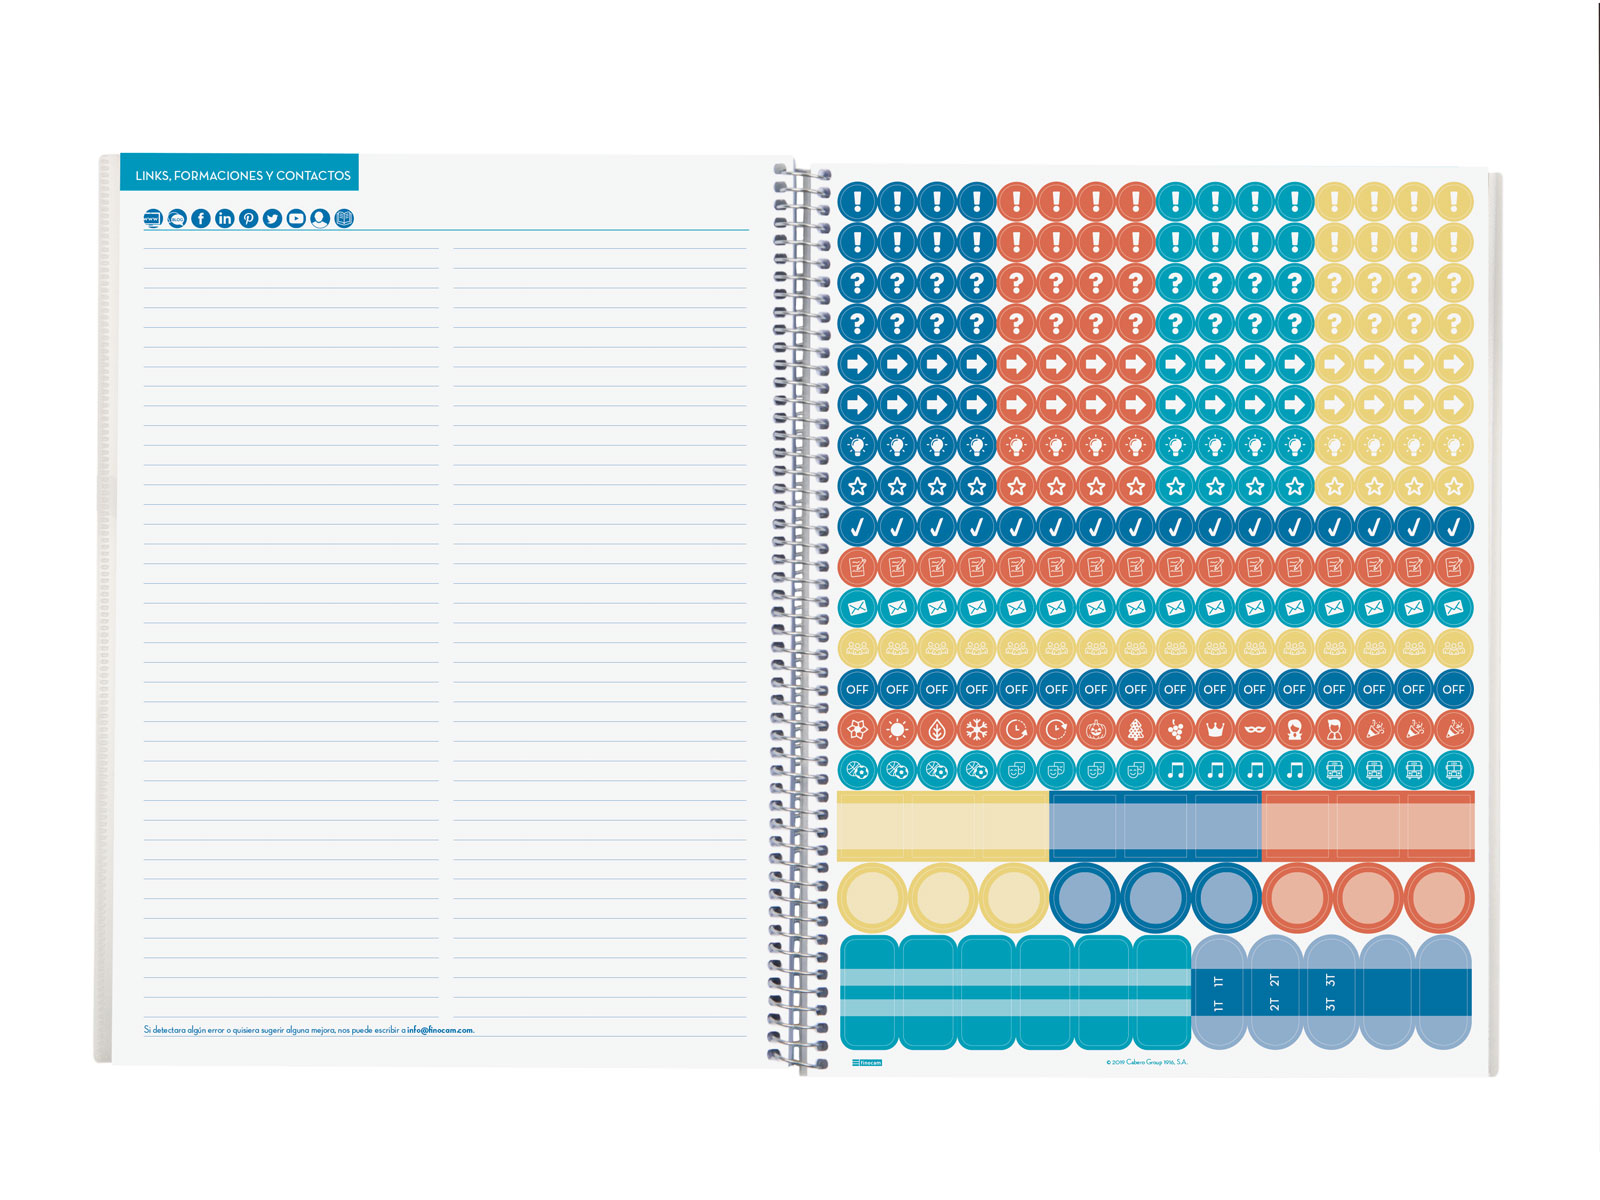 LINKS, FORMACIONES Y CONTACTOS
www BLOG
Si detectara algún error o quisiera sugerir alguna mejora, nos puede escribir a info@finocam.com.
! ! ! ! ! ! ! ! ! ! ! ! ! ! ! !
! ! ! ! ! ! ! ! ! ! ! ! ! ! ! !
? ? ? ? ? ? ? ? ? ? ? ? ? ? ? ?
? ? ? ? ? ? ? ? ? ? ? ? ? ? ? ?
OFF OFF OFF OFF OFF OFF OFF OFF OFF OFF OFF OFF OFF OFF OFF OFF
1T 1T 2T 2T 3T 3T
finocam
© 2019 Cabero Group 1916, S.A.